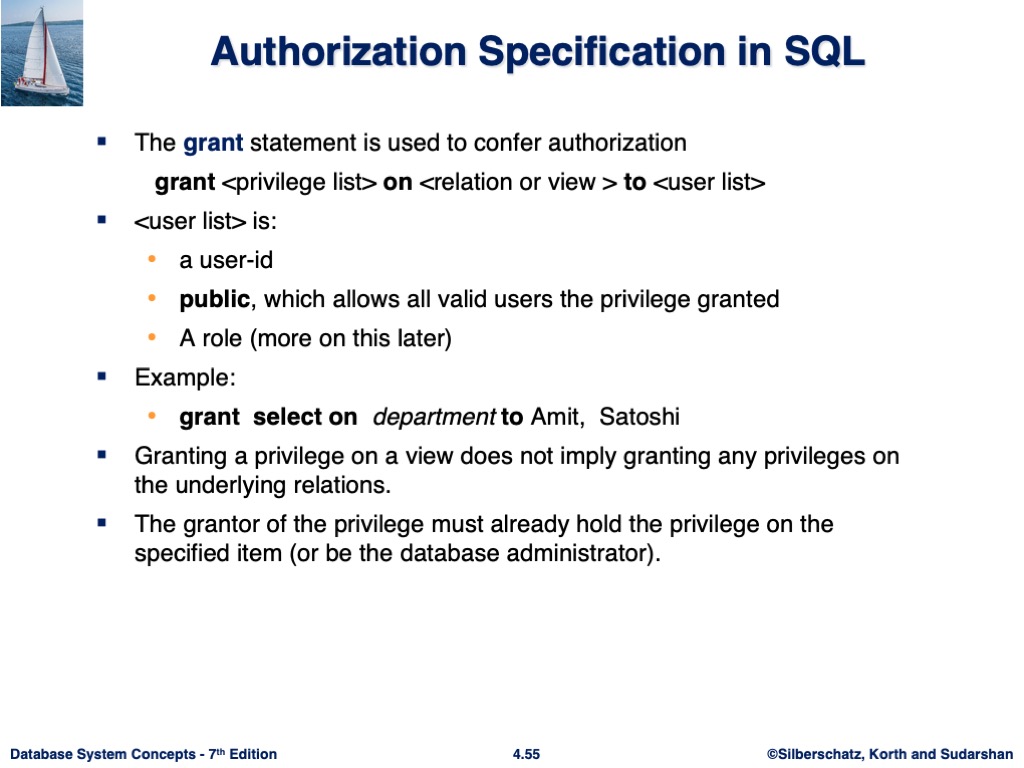 Authorization Specification in SQL
▪ The grant statement is used to confer authorization
grant <privilege list> on <relation or view > to <user list>
▪ <user list> is:
• a user-id
• public, which allows all valid users the privilege granted
• A role (more on this later)
▪ Example:
• grant select on department to Amit, Satoshi
▪ Granting a privilege on a view does not imply granting any privileges on
the underlying relations.
▪ The grantor of the privilege must already hold the privilege on the
specified item (or be the database administrator).
Database System Concepts - 7th Edition
4.55
©Silberschatz, Korth and Sudarshan